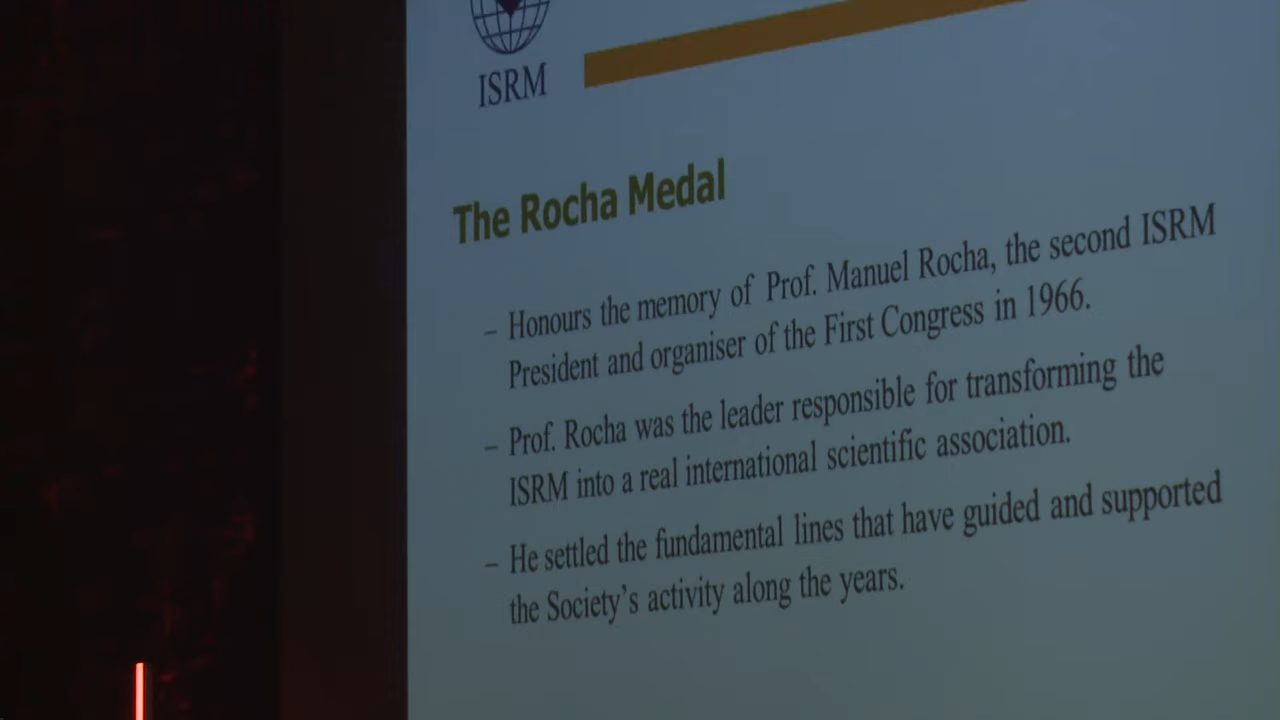 ISRM
The Rocha Medal
– Honours the memory of Prof. Manuel Rocha, the second ISRM
President and organiser of the First Congress in 1966.
– Prof. Rocha was the leader responsible for transforming the
ISRM into a real international scientific association.
– He settled the fundamental lines that have guided and supported
the Society's activity along the years.